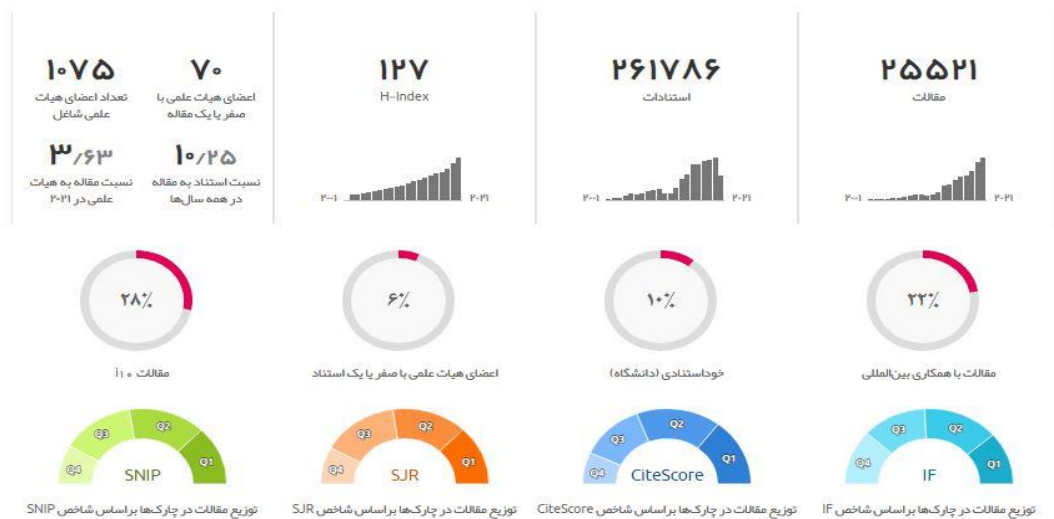 ۲۵۵۲۱
مقالات
۲۰۰۱
۲۰۲۱
۲۶۱۷۸۶
استنادات
۲۰۰۱
۲۰۲۱
۱۲۷
H-Index
۲۰۰۱
۲۰۲۱
۷۰
اعضای هیات علمی با
صفر یا یک مقاله
۱۰۷۵
تعداد اعضای هیات
علمی شاغل
۱۰/۲۵
نسبت استناد به مقاله
در همه سال‌ها
۳/۶۳
نسبت مقاله به هیات
علمی در ۲۰۲۱
۲۲٪
مقالات با همکاری بین‌المللی
۱۰٪
خوداستنادی (دانشگاه)
۶٪
اعضای هیات علمی با صفر یا یک استناد
۲۸٪
مقالات i۱۰
Q4
Q3
Q2
Q1
IF
توزیع مقالات در چارک‌ها براساس شاخص IF
Q4
Q3
Q2
Q1
CiteScore
توزیع مقالات در چارک‌ها براساس شاخص CiteScore
Q4
Q3
Q2
Q1
SJR
توزیع مقالات در چارک‌ها براساس شاخص SJR
Q4
Q3
Q2
Q1
SNIP
توزیع مقالات در چارک‌ها براساس شاخص SNIP